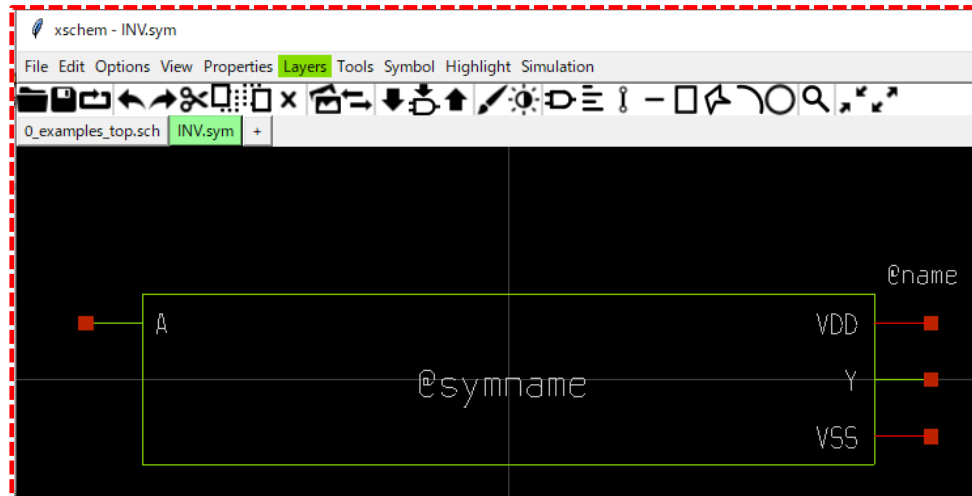 xschem - INV.sym
File Edit Options View Properties Layers Tools Symbol Highlight Simulation
0_examples_top.sch INV.sym +
@name
A VDD
@symname Y
VSS